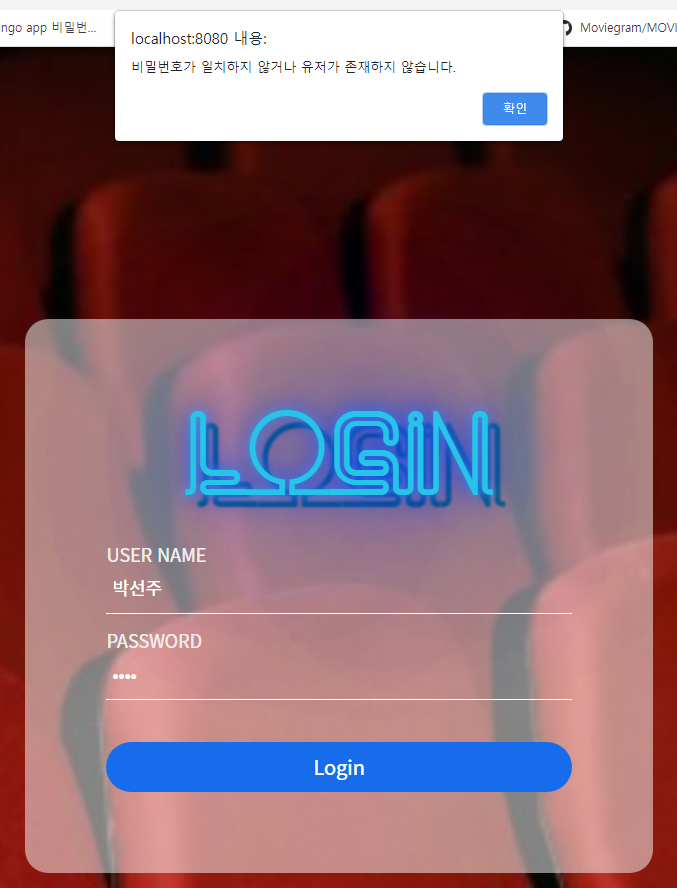 ngo app 비밀번...
Moviegram/MOVI
localhost:8080 내용:
비밀번호가 일치하지 않거나 유저가 존재하지 않습니다.
확인
LOGiN
USER NAME
박선주
PASSWORD
••••
Login